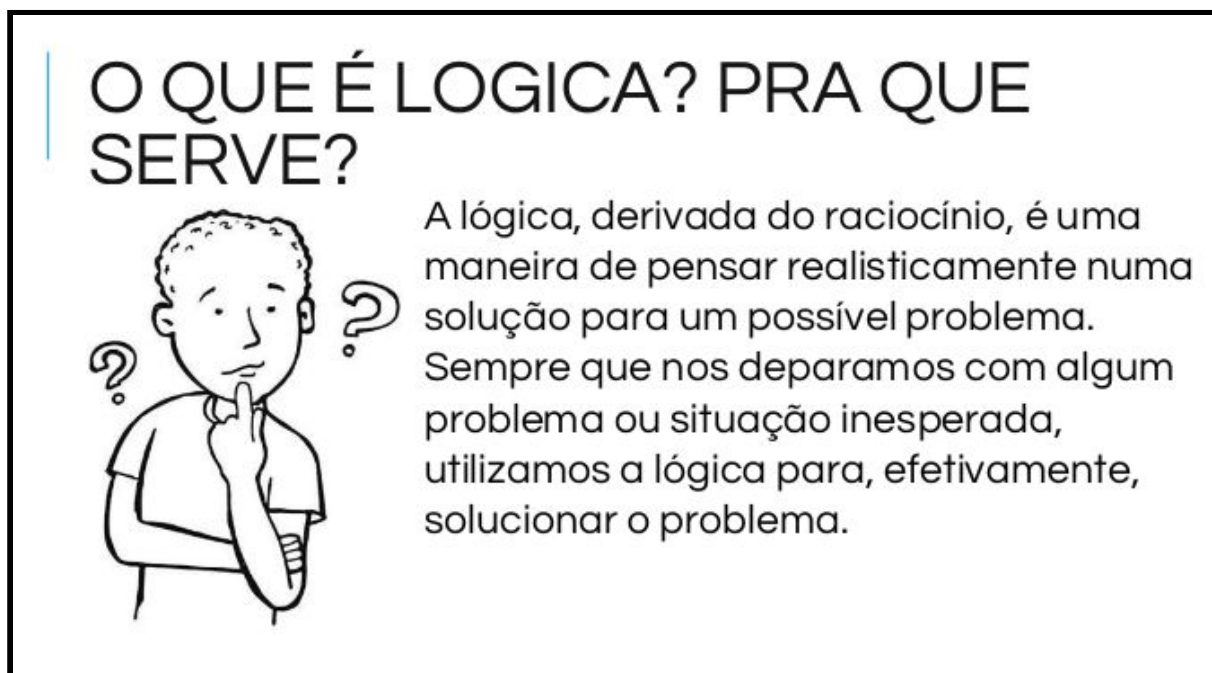 O QUE É LOGICA? PRA QUE
SERVE?
A lógica, derivada do raciocínio, é uma
maneira de pensar realisticamente numa
solução para um possível problema.
Sempre que nos deparamos com algum
problema ou situação inesperada,
utilizamos a lógica para, efetivamente,
solucionar o problema.